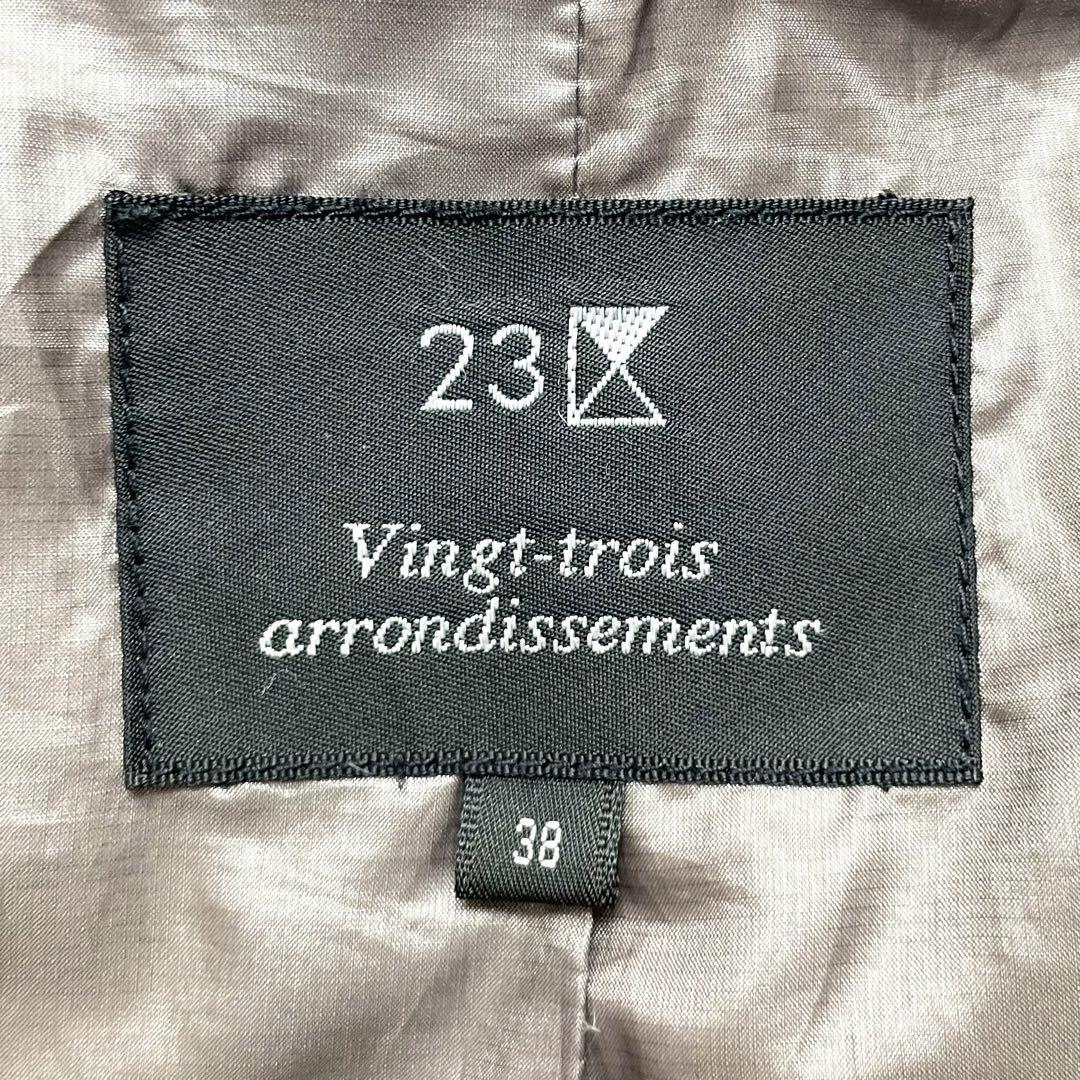 23
Vingt-trois
arrondissements
38